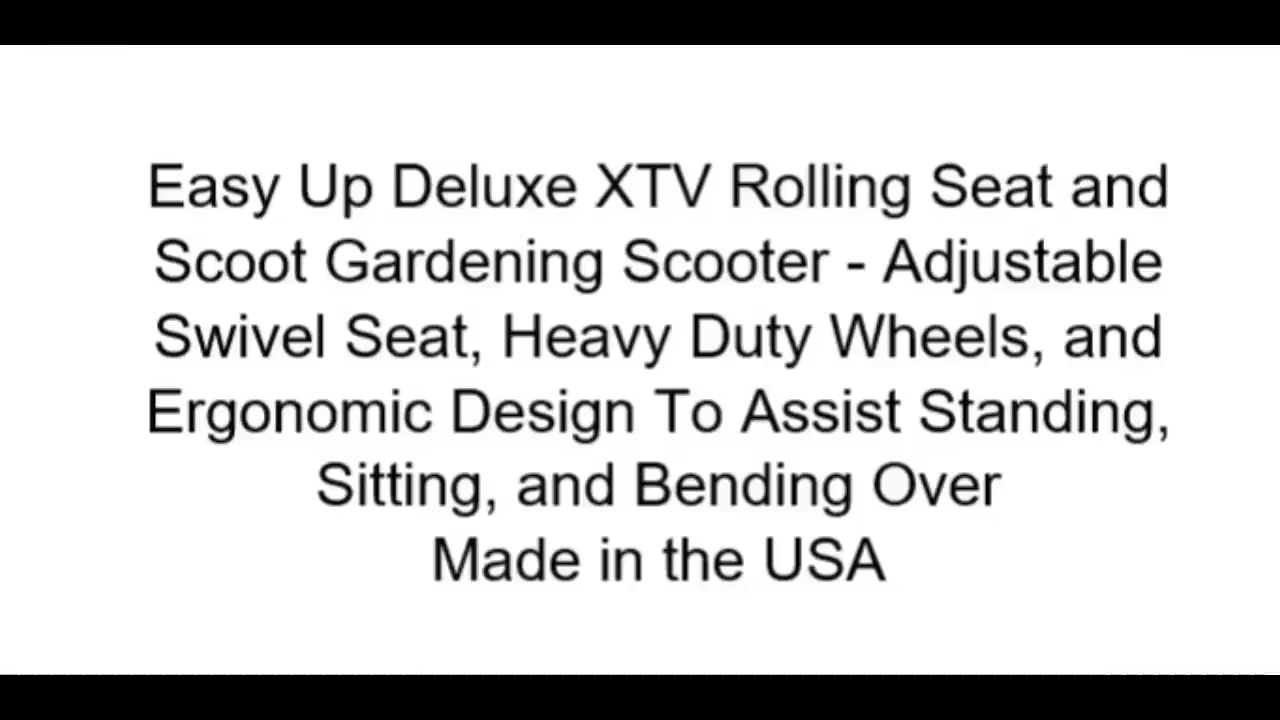 Easy Up Deluxe XTV Rolling Seat and
Scoot Gardening Scooter - Adjustable
Swivel Seat, Heavy Duty Wheels, and
Ergonomic Design To Assist Standing,
Sitting, and Bending Over
Made in the USA